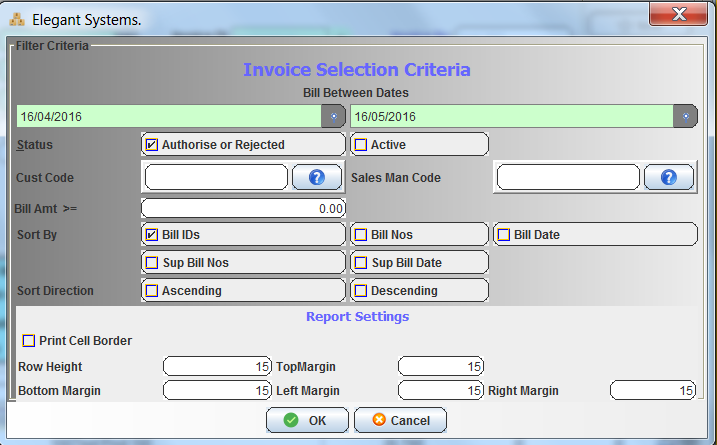 Elegant Systems.
Filter Criteria
Invoice Selection Criteria
Bill Between Dates
16/04/2016 16/05/2016
Status Authorise or Rejected Active
Cust Code ? Sales Man Code ?
Bill Amt >= 0.00
Sort By Bill IDs Bill Nos Bill Date
Sup Bill Nos Sup Bill Date
Sort Direction Ascending Descending
Report Settings
Print Cell Border
Row Height 15 TopMargin 15
Bottom Margin 15 Left Margin 15 Right Margin 15
OK Cancel